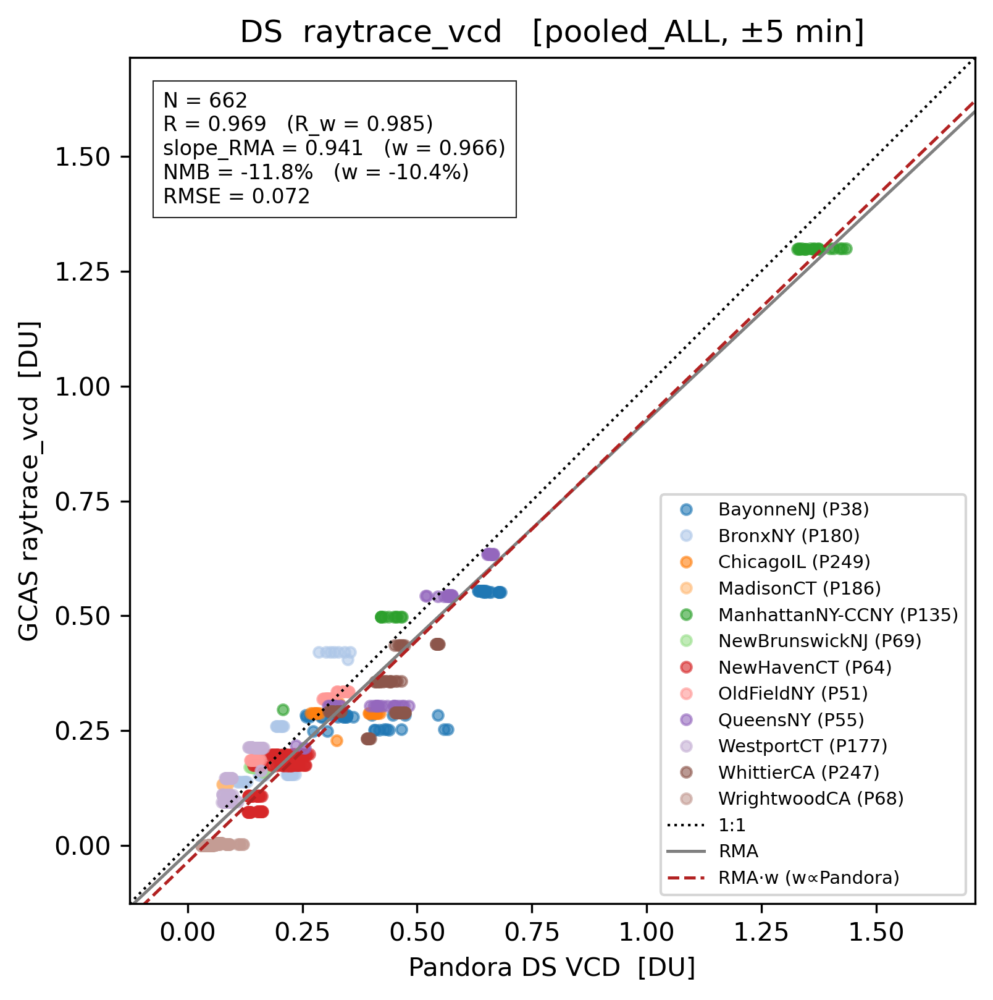 DS raytrace_vcd [pooled_ALL, ±5 min]
N = 662
R = 0.969 (R_w = 0.985)
slope_RMA = 0.941 (w = 0.966)
NMB = -11.8% (w = -10.4%)
RMSE = 0.072
GCAS raytrace_vcd [DU]
1.50
1.25
1.00
0.75
0.50
0.25
0.00
BayonneNJ (P38)
BronxNY (P180)
ChicagoIL (P249)
MadisonCT (P186)
ManhattanNY-CCNY (P135)
NewBrunswickNJ (P69)
NewHavenCT (P64)
OldFieldNY (P51)
QueensNY (P55)
WestportCT (P177)
WhittierCA (P247)
WrightwoodCA (P68)
1:1
RMA
RMA·w (w∝Pandora)
0.00 0.25 0.50 0.75 1.00 1.25 1.50
Pandora DS VCD [DU]